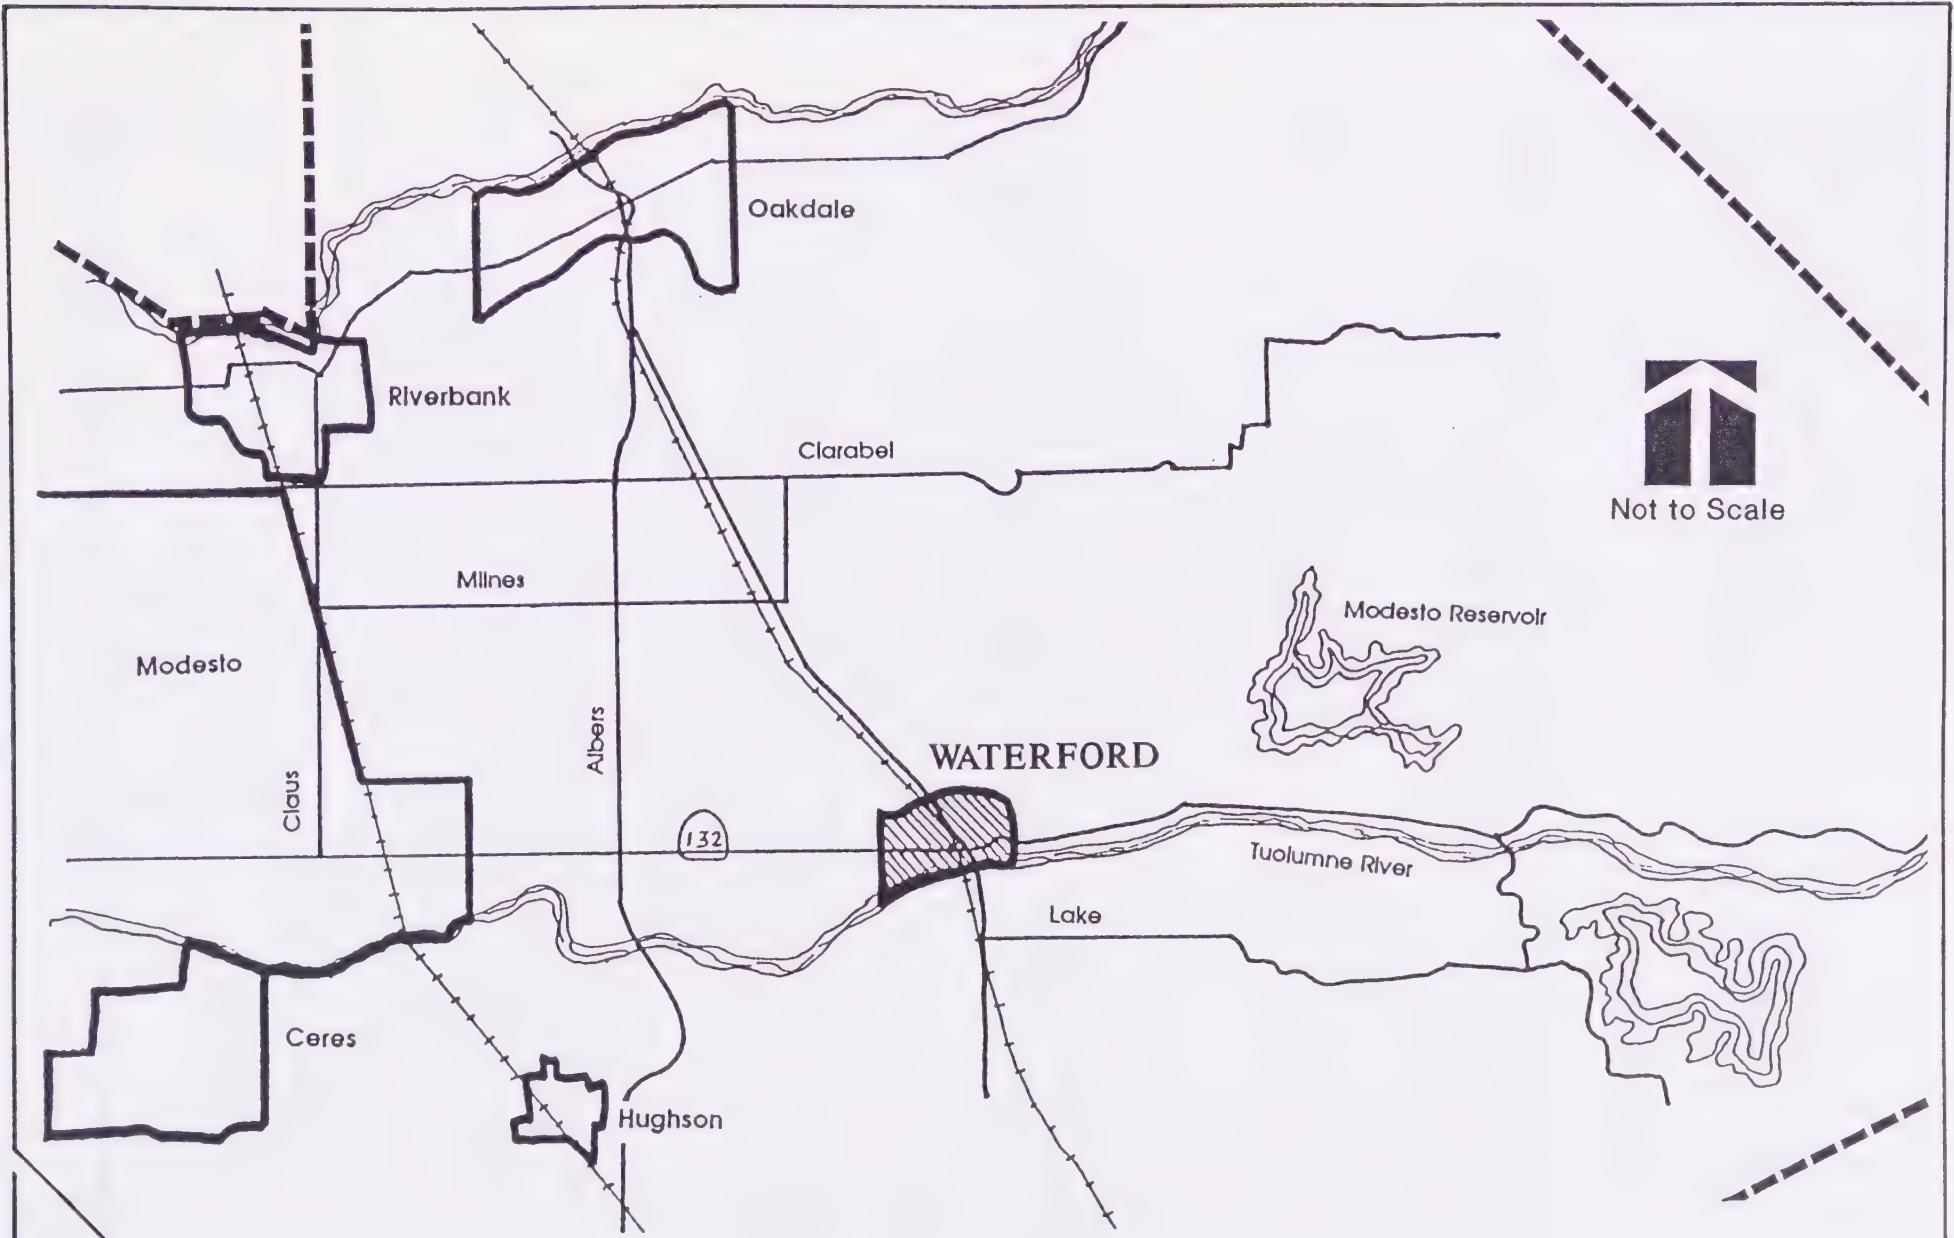 Oakdale
Riverbank
Clarabel
Not to Scale
Milnes
Modesto Reservoir
Modesto
Albers
WATERFORD
Claus
132
Tuolumne River
Lake
Ceres
Hughson